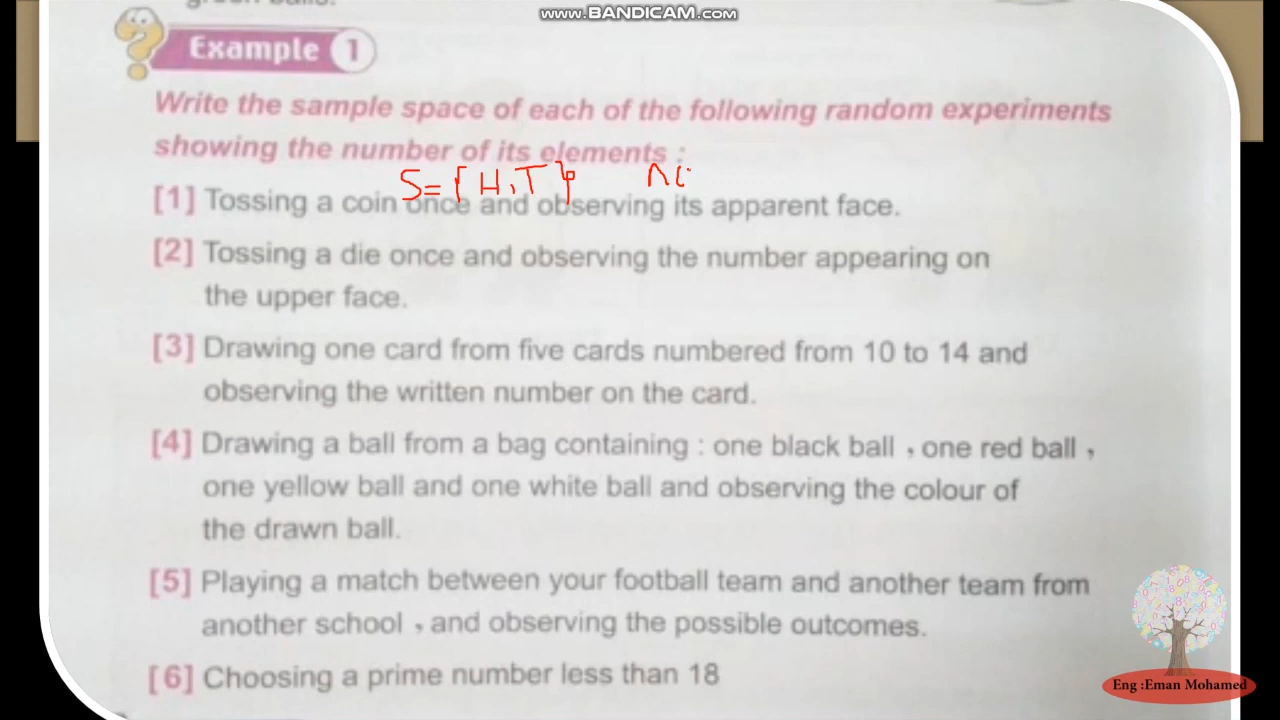 green balls.
www.BANDICAM.com
Example 1
Write the sample space of each of the following random experiments
showing the number of its elements :
S= { H , T } n(
[1] Tossing a coin once and observing its apparent face.
[2] Tossing a die once and observing the number appearing on
the upper face.
[3] Drawing one card from five cards numbered from 10 to 14 and
observing the written number on the card.
[4] Drawing a ball from a bag containing : one black ball , one red ball ,
one yellow ball and one white ball and observing the colour of
the drawn ball.
[5] Playing a match between your football team and another team from
another school , and observing the possible outcomes.
[6] Choosing a prime number less than 18
Eng :Eman Mohamed